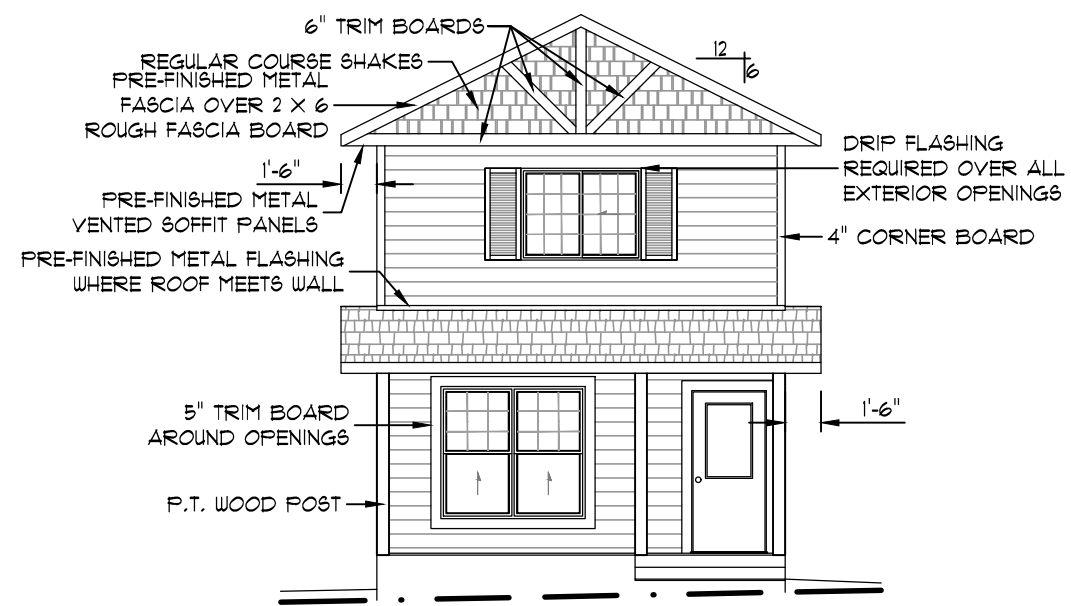 6" TRIM BOARDS
12
6
REGULAR COURSE SHAKES
PRE-FINISHED METAL
FASCIA OVER 2 X 6
ROUGH FASCIA BOARD
DRIP FLASHING
REQUIRED OVER ALL
EXTERIOR OPENINGS
1'-6"
PRE-FINISHED METAL
VENTED SOFFIT PANELS
4" CORNER BOARD
PRE-FINISHED METAL FLASHING
WHERE ROOF MEETS WALL
5" TRIM BOARD
AROUND OPENINGS
1'-6"
P.T. WOOD POST